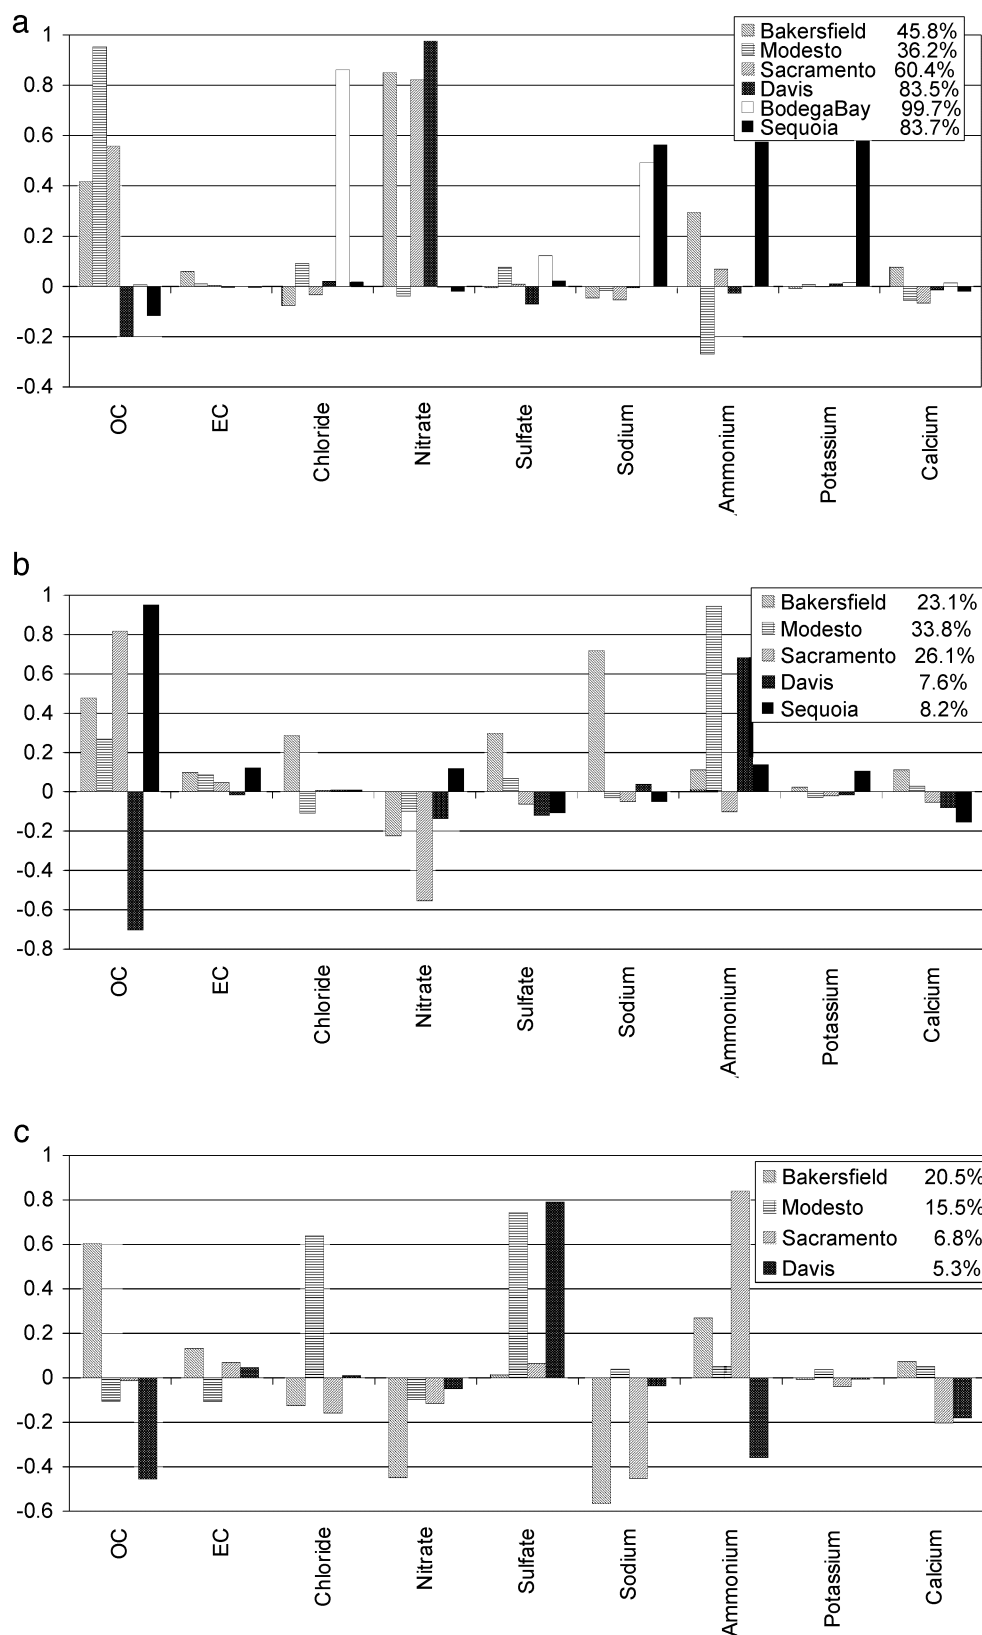 a
1
0.8
0.6
0.4
0.2
0
-0.2
-0.4
Bakersfield 45.8%
Modesto 36.2%
Sacramento 60.4%
Davis 83.5%
BodegaBay 99.7%
Sequoia 83.7%
OC
EC
Chloride
Nitrate
Sulfate
Sodium
Ammonium
Potassium
Calcium
b
1
0.8
0.6
0.4
0.2
0
-0.2
-0.4
-0.6
-0.8
Bakersfield 23.1%
Modesto 33.8%
Sacramento 26.1%
Davis 7.6%
Sequoia 8.2%
OC
EC
Chloride
Nitrate
Sulfate
Sodium
Ammonium
Potassium
Calcium
c
1
0.8
0.6
0.4
0.2
0
-0.2
-0.4
-0.6
Bakersfield 20.5%
Modesto 15.5%
Sacramento 6.8%
Davis 5.3%
OC
EC
Chloride
Nitrate
Sulfate
Sodium
Ammonium
Potassium
Calcium